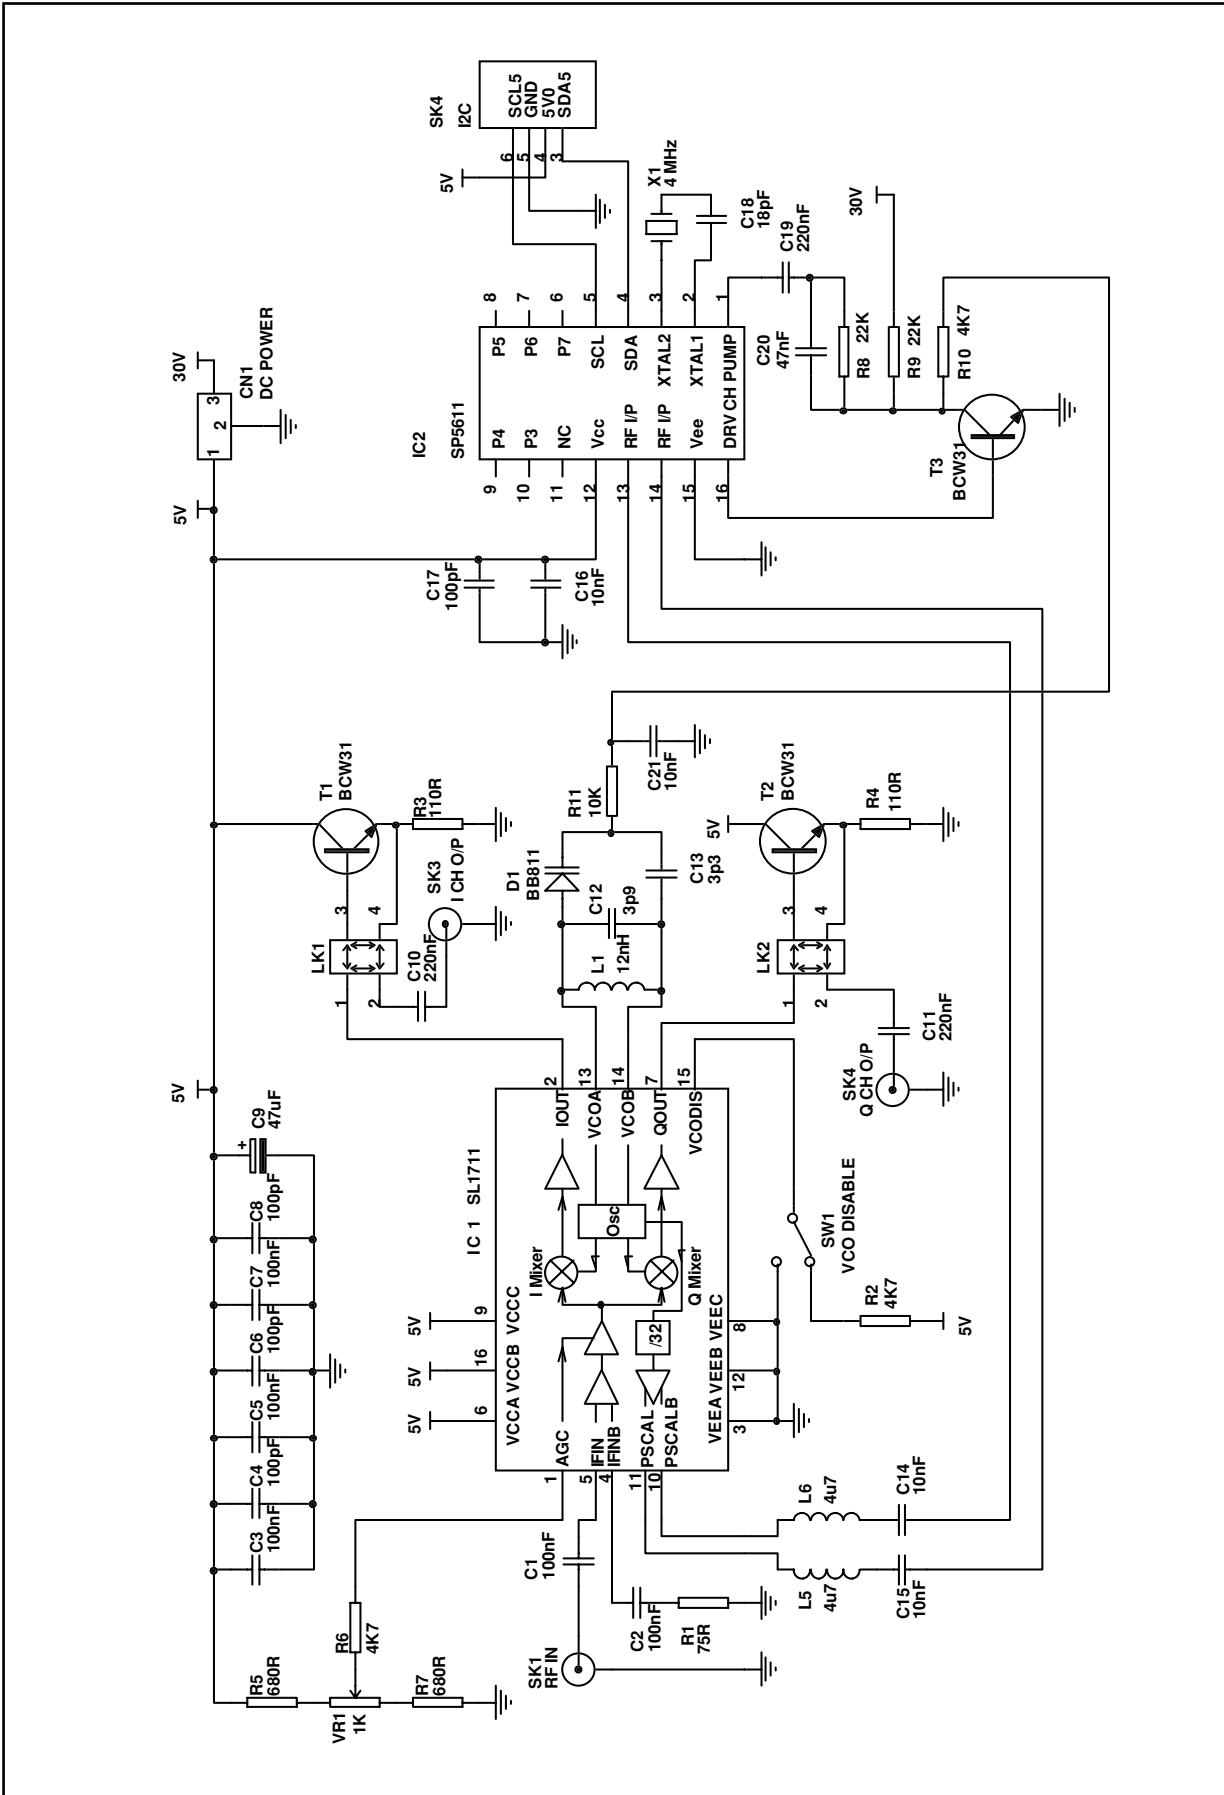 SK4
I2C
SCL5
GND
5V0
SDA5
6
5
4
3
5V
X1
4 MHz
C18
18pF
C19
220nF
30V
CN1
DC POWER
30V
1
2
3
5V
IC2
SP5611
P5
P6
P7
SCL
SDA
XTAL2
XTAL1
CH PUMP
8
7
6
5
4
3
2
1
P4
P3
NC
Vcc
RF I/P
RF I/P
Vee
DRV
9
10
11
12
13
14
15
16
C20
47nF
R8
22K
R9
22K
R10
4K7
T3
BCW31
C17
100pF
C16
10nF
T1
BCW31
R3
110R
SK3
I CH O/P
LK1
1
2
3
4
C10
220nF
D1
BB811
R11
10K
C21
10nF
C12
3p9
C13
3p3
L1
12nH
T2
BCW31
5V
R4
110R
LK2
1
2
3
4
C11
220nF
SK4
Q CH O/P
5V
C9
47uF
+
C8
100pF
C7
100nF
C6
100pF
C5
100nF
C4
100pF
C3
100nF
IC 1
SL1711
IOUT
VCOA
VCOB
QOUT
VCODIS
2
13
14
7
15
Osc
I Mixer
Q Mixer
/32
5V
5V
5V
9
16
6
VCCC
VCCB
VCCA
AGC
IFIN
IFINB
PSCAL
PSCALB
1
5
4
11
10
VEEA
VEEB
VEEC
3
12
8
SW1
VCO DISABLE
R2
4K7
5V
L6
4u7
C14
10nF
L5
4u7
C15
10nF
C1
100nF
C2
100nF
R1
75R
SK1
RF IN
R6
4K7
R5
680R
VR1
1K
R7
680R